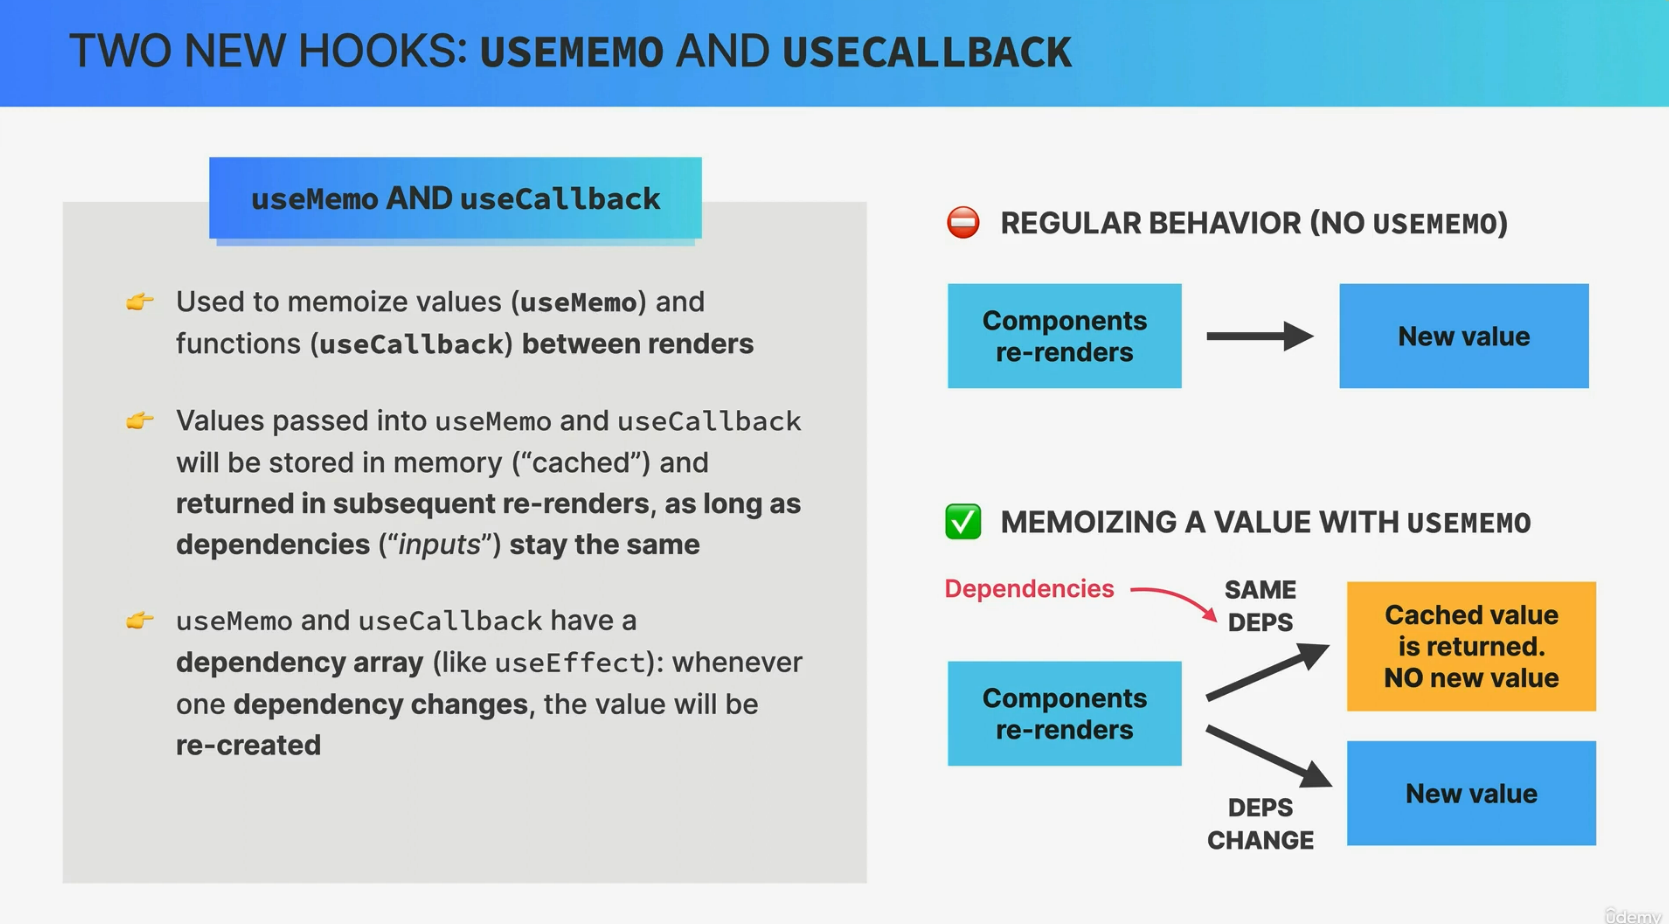 TWO NEW HOOKS: USEMEMO AND USECALLBACK
useMemo AND useCallback
Used to memoize values (useMemo) and
functions (useCallback) between renders
Values passed into useMemo and useCallback
will be stored in memory (“cached”) and
returned in subsequent re-renders, as long as
dependencies (“inputs”) stay the same
useMemo and useCallback have a
dependency array (like useEffect): whenever
one dependency changes, the value will be
re-created
REGULAR BEHAVIOR (NO USEMEMO)
Components
re-renders
New value
MEMOIZING A VALUE WITH USEMEMO
Dependencies
SAME
DEPS
Components
re-renders
Cached value
is returned.
NO new value
DEPS
CHANGE
New value
ûdemy